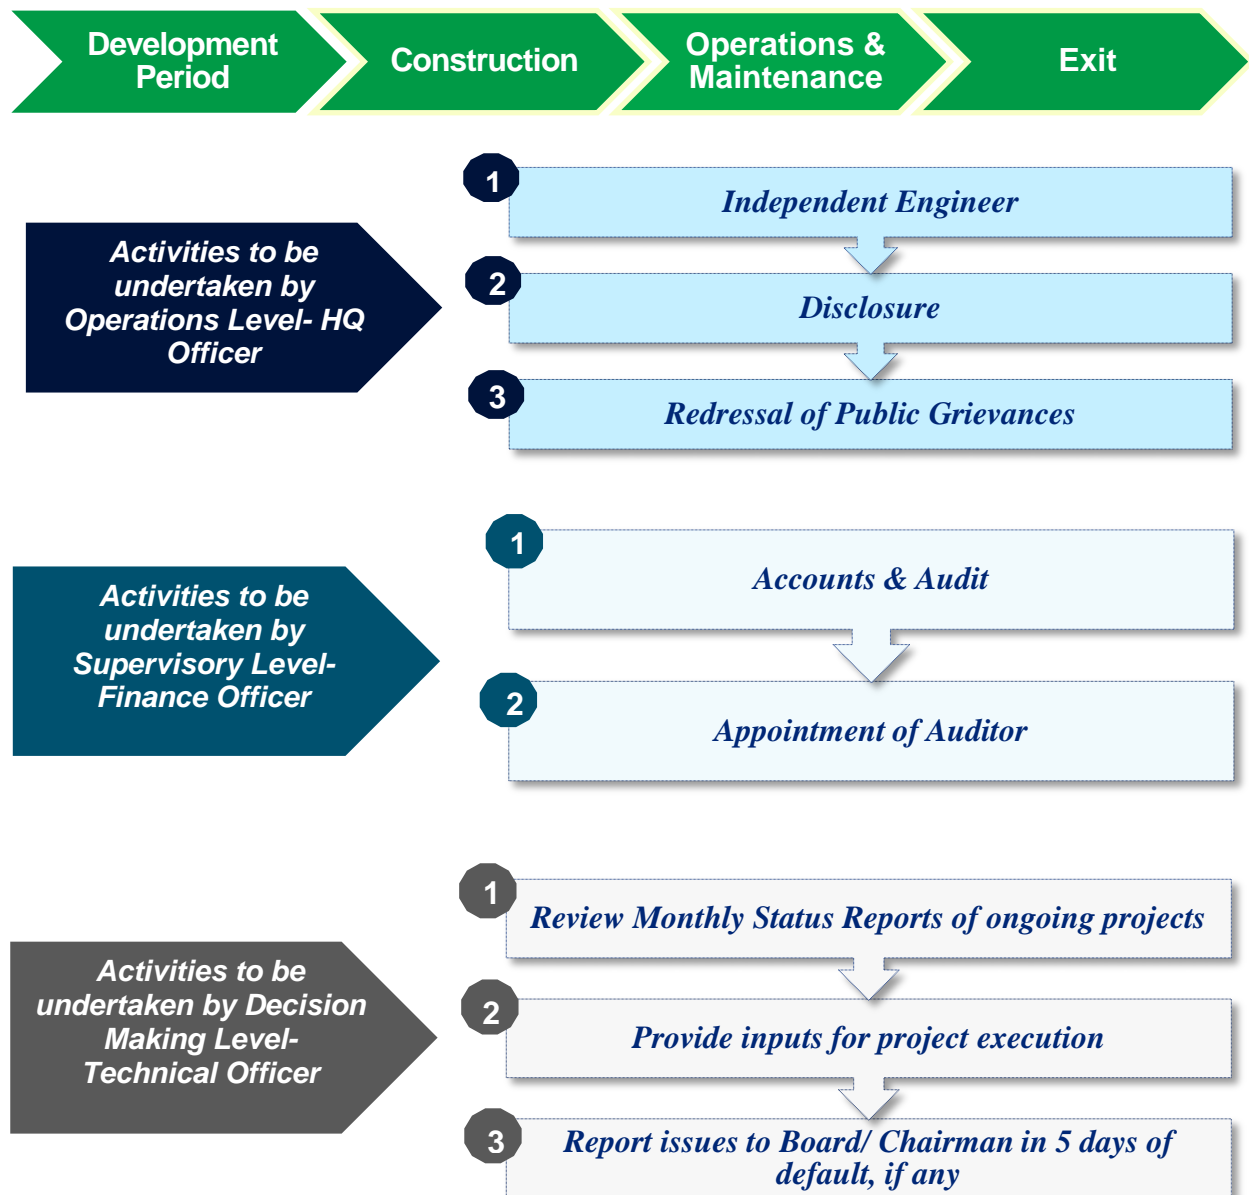 Development
Period
Construction
Operations &
Maintenance
Exit
Activities to be
undertaken by
Operations Level- HQ
Officer
1
Independent Engineer
2
Disclosure
3
Redressal of Public Grievances
Activities to be
undertaken by
Supervisory Level-
Finance Officer
1
Accounts & Audit
2
Appointment of Auditor
Activities to be
undertaken by Decision
Making Level-
Technical Officer
1
Review Monthly Status Reports of ongoing projects
2
Provide inputs for project execution
3
Report issues to Board/ Chairman in 5 days of
default, if any